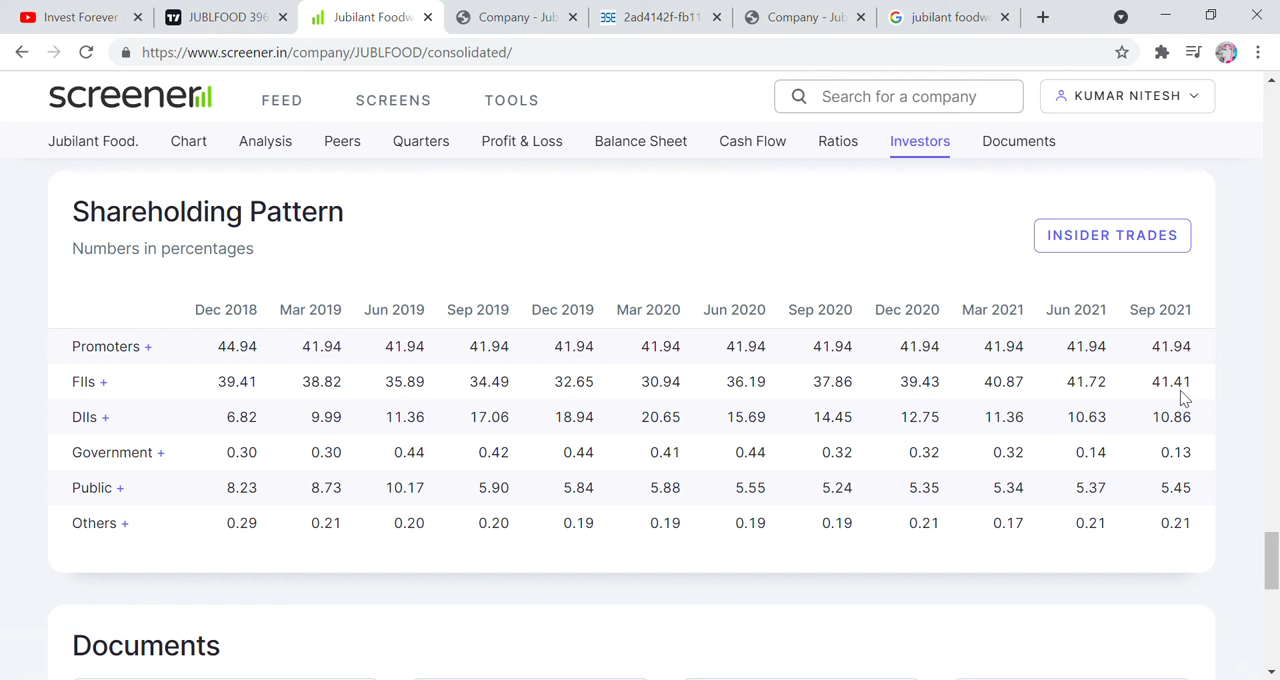 Invest Forever
JUBLFOOD 396
Jubilant Foodw
Company - Jub
2ad4142f-fb11
Company - Jub
jubilant foodwo
https://www.screener.in/company/JUBLFOOD/consolidated/
screener
FEED SCREENS TOOLS
Search for a company
KUMAR NITESH
Jubilant Food. Chart Analysis Peers Quarters Profit & Loss Balance Sheet Cash Flow Ratios Investors Documents
Shareholding Pattern
Numbers in percentages
INSIDER TRADES
Dec 2018 Mar 2019 Jun 2019 Sep 2019 Dec 2019 Mar 2020 Jun 2020 Sep 2020 Dec 2020 Mar 2021 Jun 2021 Sep 2021
Promoters + 44.94 41.94 41.94 41.94 41.94 41.94 41.94 41.94 41.94 41.94 41.94 41.94
FIIs + 39.41 38.82 35.89 34.49 32.65 30.94 36.19 37.86 39.43 40.87 41.72 41.41
DIIs + 6.82 9.99 11.36 17.06 18.94 20.65 15.69 14.45 12.75 11.36 10.63 10.86
Government + 0.30 0.30 0.44 0.42 0.44 0.41 0.44 0.32 0.32 0.32 0.14 0.13
Public + 8.23 8.73 10.17 5.90 5.84 5.88 5.55 5.24 5.35 5.34 5.37 5.45
Others + 0.29 0.21 0.20 0.20 0.19 0.19 0.19 0.19 0.21 0.17 0.21 0.21
Documents